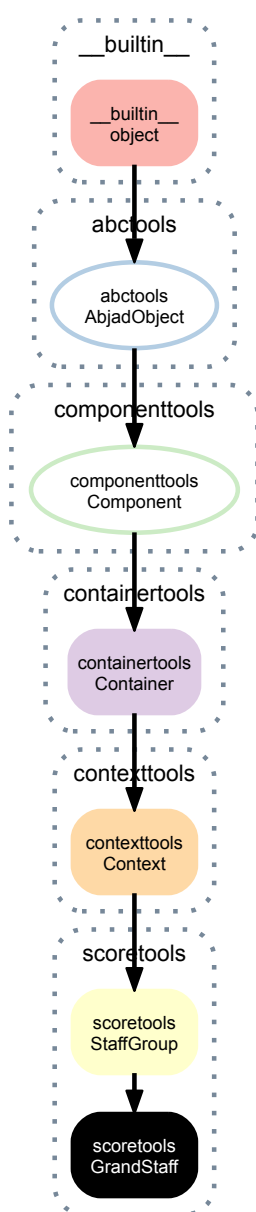 __builtin__
__builtin__
object
abctools
abctools
AbjadObject
componenttools
componenttools
Component
containertools
containertools
Container
contexttools
contexttools
Context
scoretools
scoretools
StaffGroup
scoretools
GrandStaff